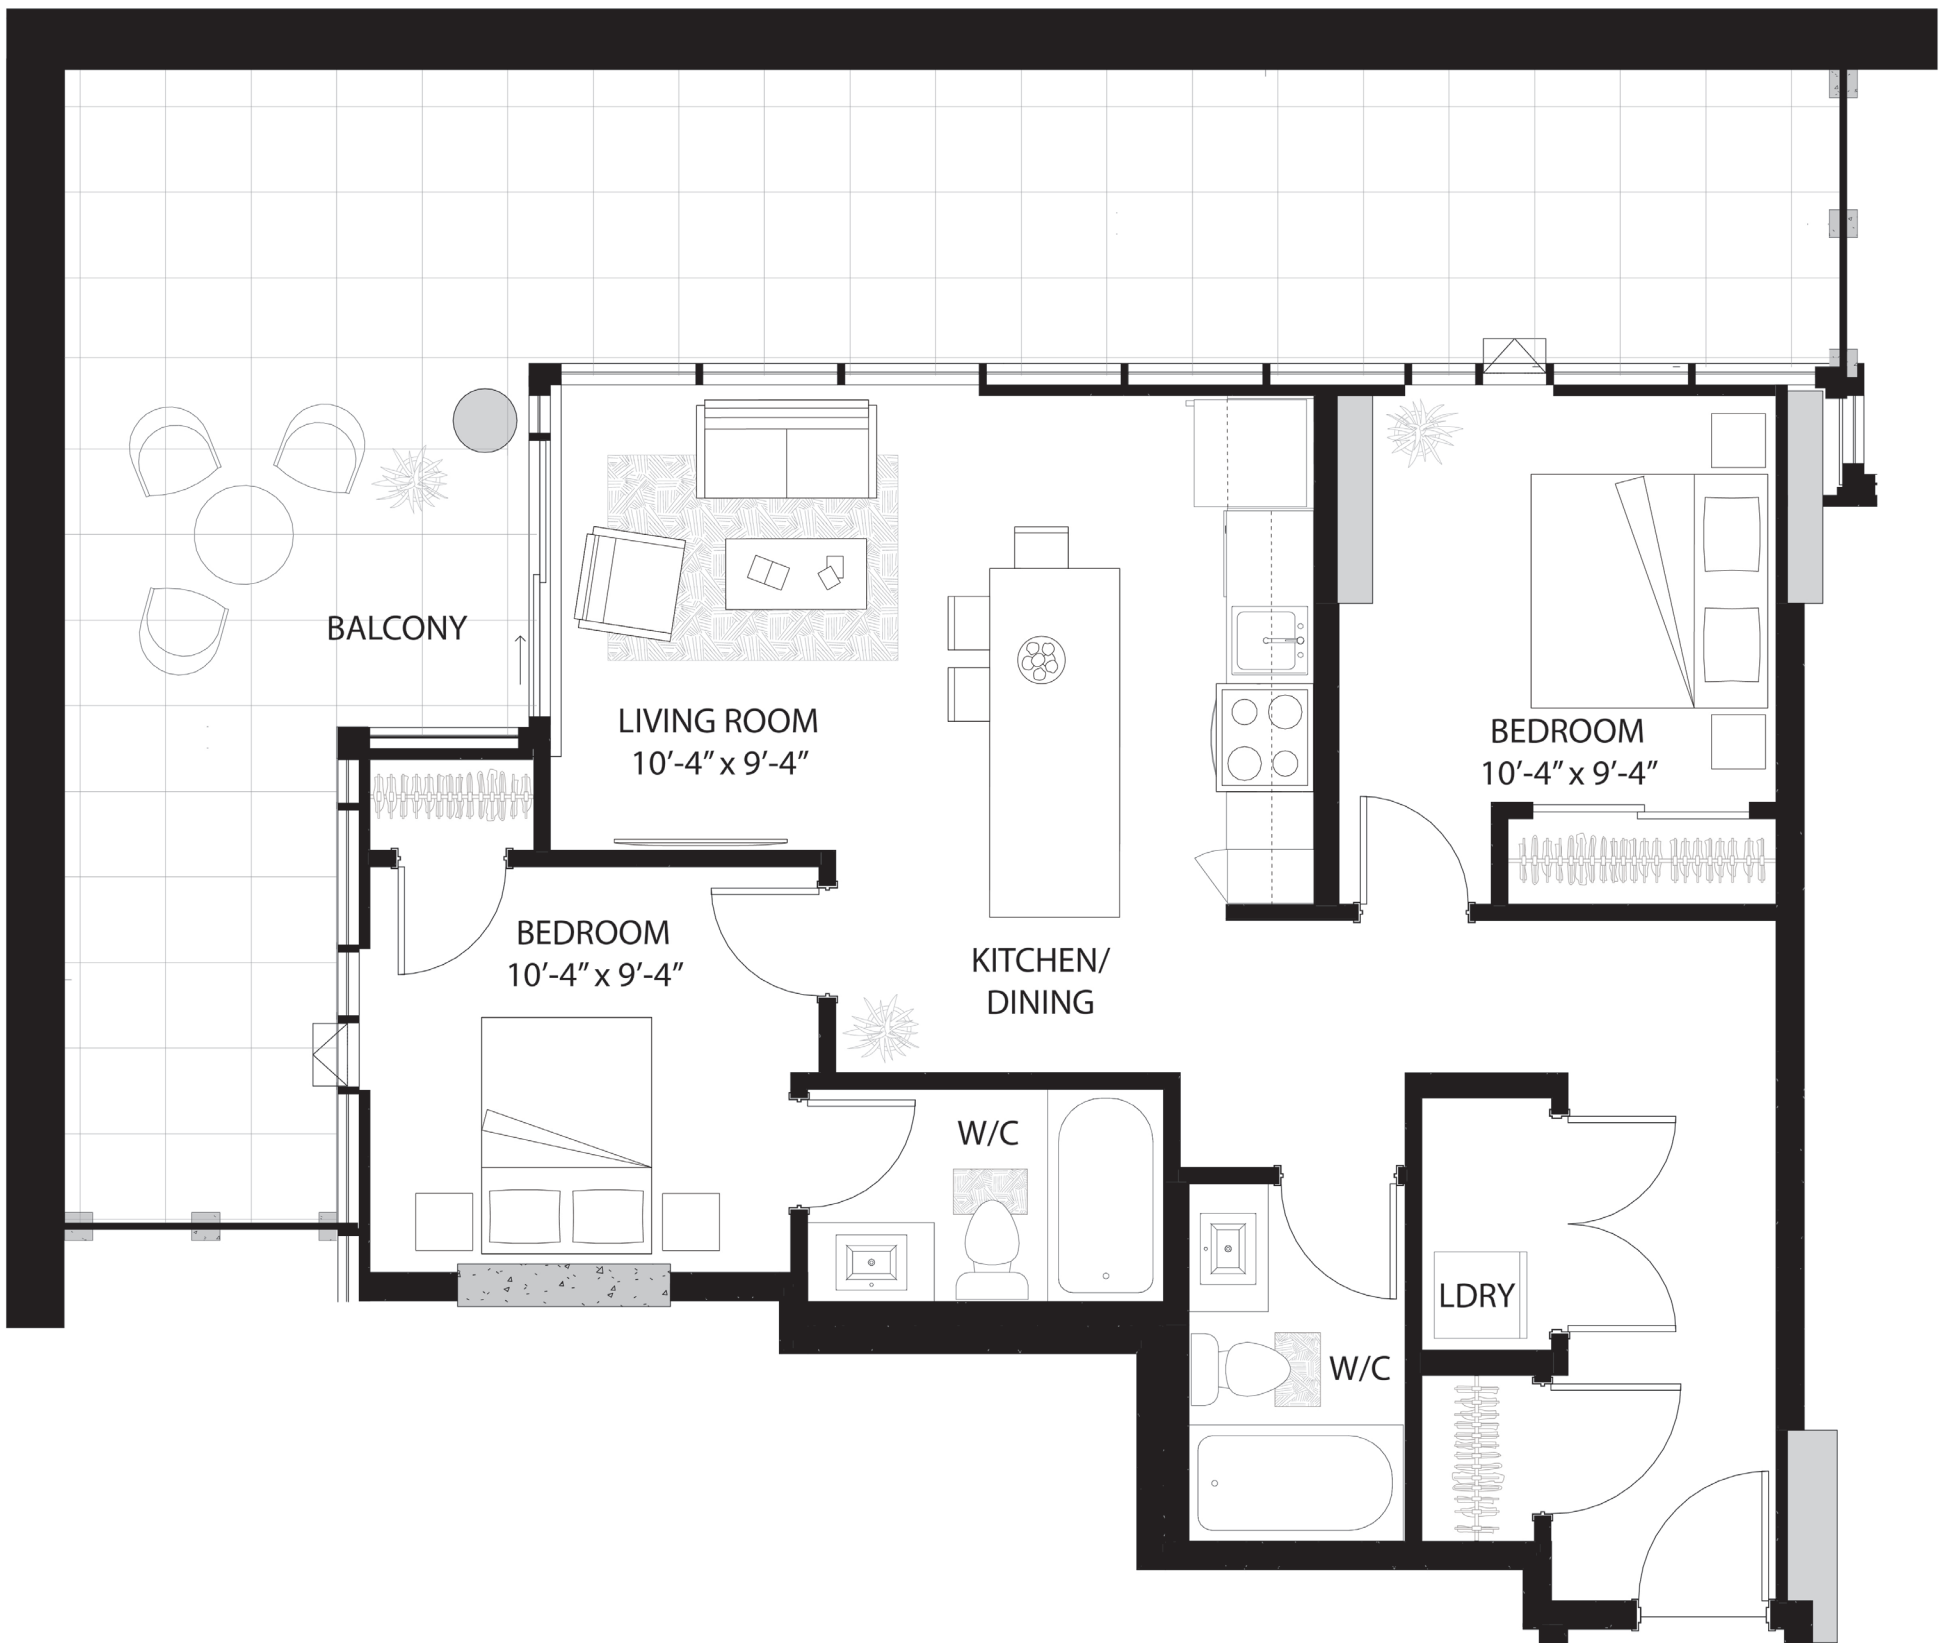 BALCONY
LIVING ROOM
10’-4” x 9’-4”
BEDROOM
10’-4” x 9’-4”
BEDROOM
10’-4” x 9’-4”
KITCHEN/
DINING
W/C
LDRY
W/C